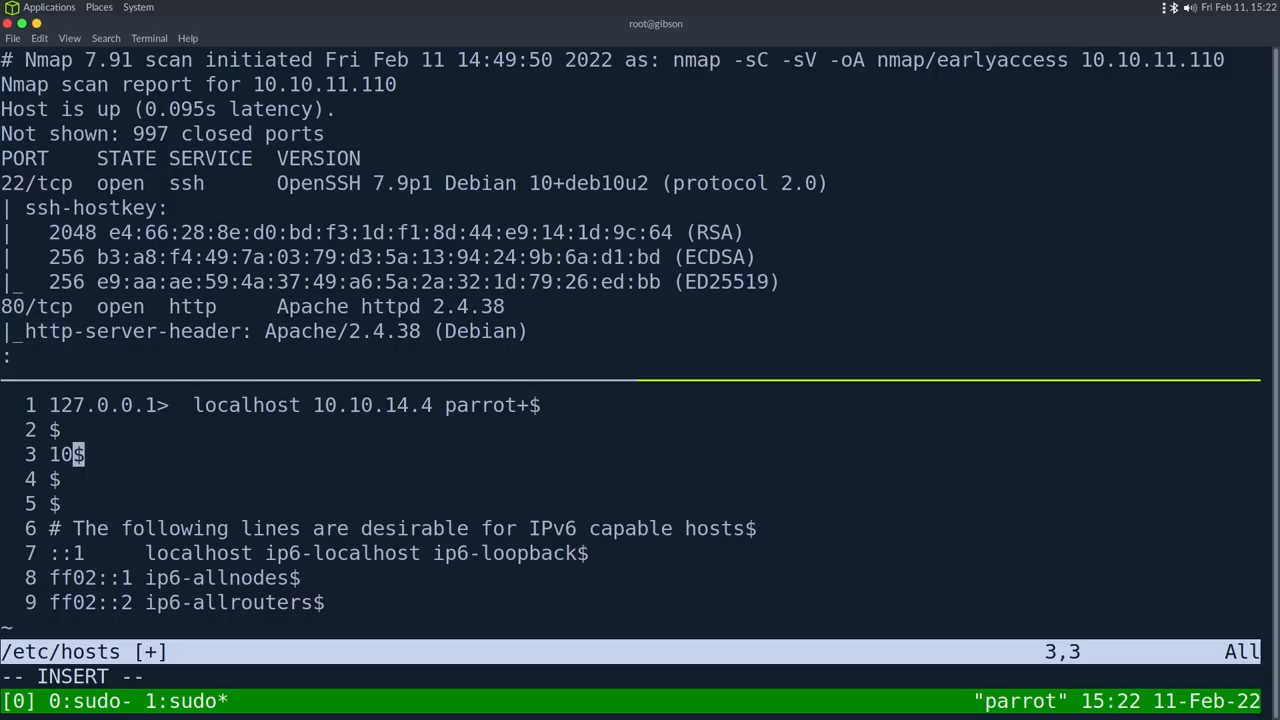 Applications Places System
Fri Feb 11, 15:22
root@gibson
File Edit View Search Terminal Help
# Nmap 7.91 scan initiated Fri Feb 11 14:49:50 2022 as: nmap -sC -sV -oA nmap/earlyaccess 10.10.11.110
Nmap scan report for 10.10.11.110
Host is up (0.095s latency).
Not shown: 997 closed ports
PORT    STATE SERVICE  VERSION
22/tcp  open  ssh      OpenSSH 7.9p1 Debian 10+deb10u2 (protocol 2.0)
| ssh-hostkey:
|   2048 e4:66:28:8e:d0:bd:f3:1d:f1:8d:44:e9:14:1d:9c:64 (RSA)
|   256 b3:a8:f4:49:7a:03:79:d3:5a:13:94:24:9b:6a:d1:bd (ECDSA)
|_  256 e9:aa:ae:59:4a:37:49:a6:5a:2a:32:1d:79:26:ed:bb (ED25519)
80/tcp  open  http     Apache httpd 2.4.38
|_http-server-header: Apache/2.4.38 (Debian)
:
1 127.0.0.1>  localhost 10.10.14.4 parrot+$
2 $
3 10$
4 $
5 $
6 # The following lines are desirable for IPv6 capable hosts$
7 ::1     localhost ip6-localhost ip6-loopback$
8 ff02::1 ip6-allnodes$
9 ff02::2 ip6-allrouters$
~
/etc/hosts [+] 3,3 All
-- INSERT --
[0] 0:sudo- 1:sudo* "parrot" 15:22 11-Feb-22